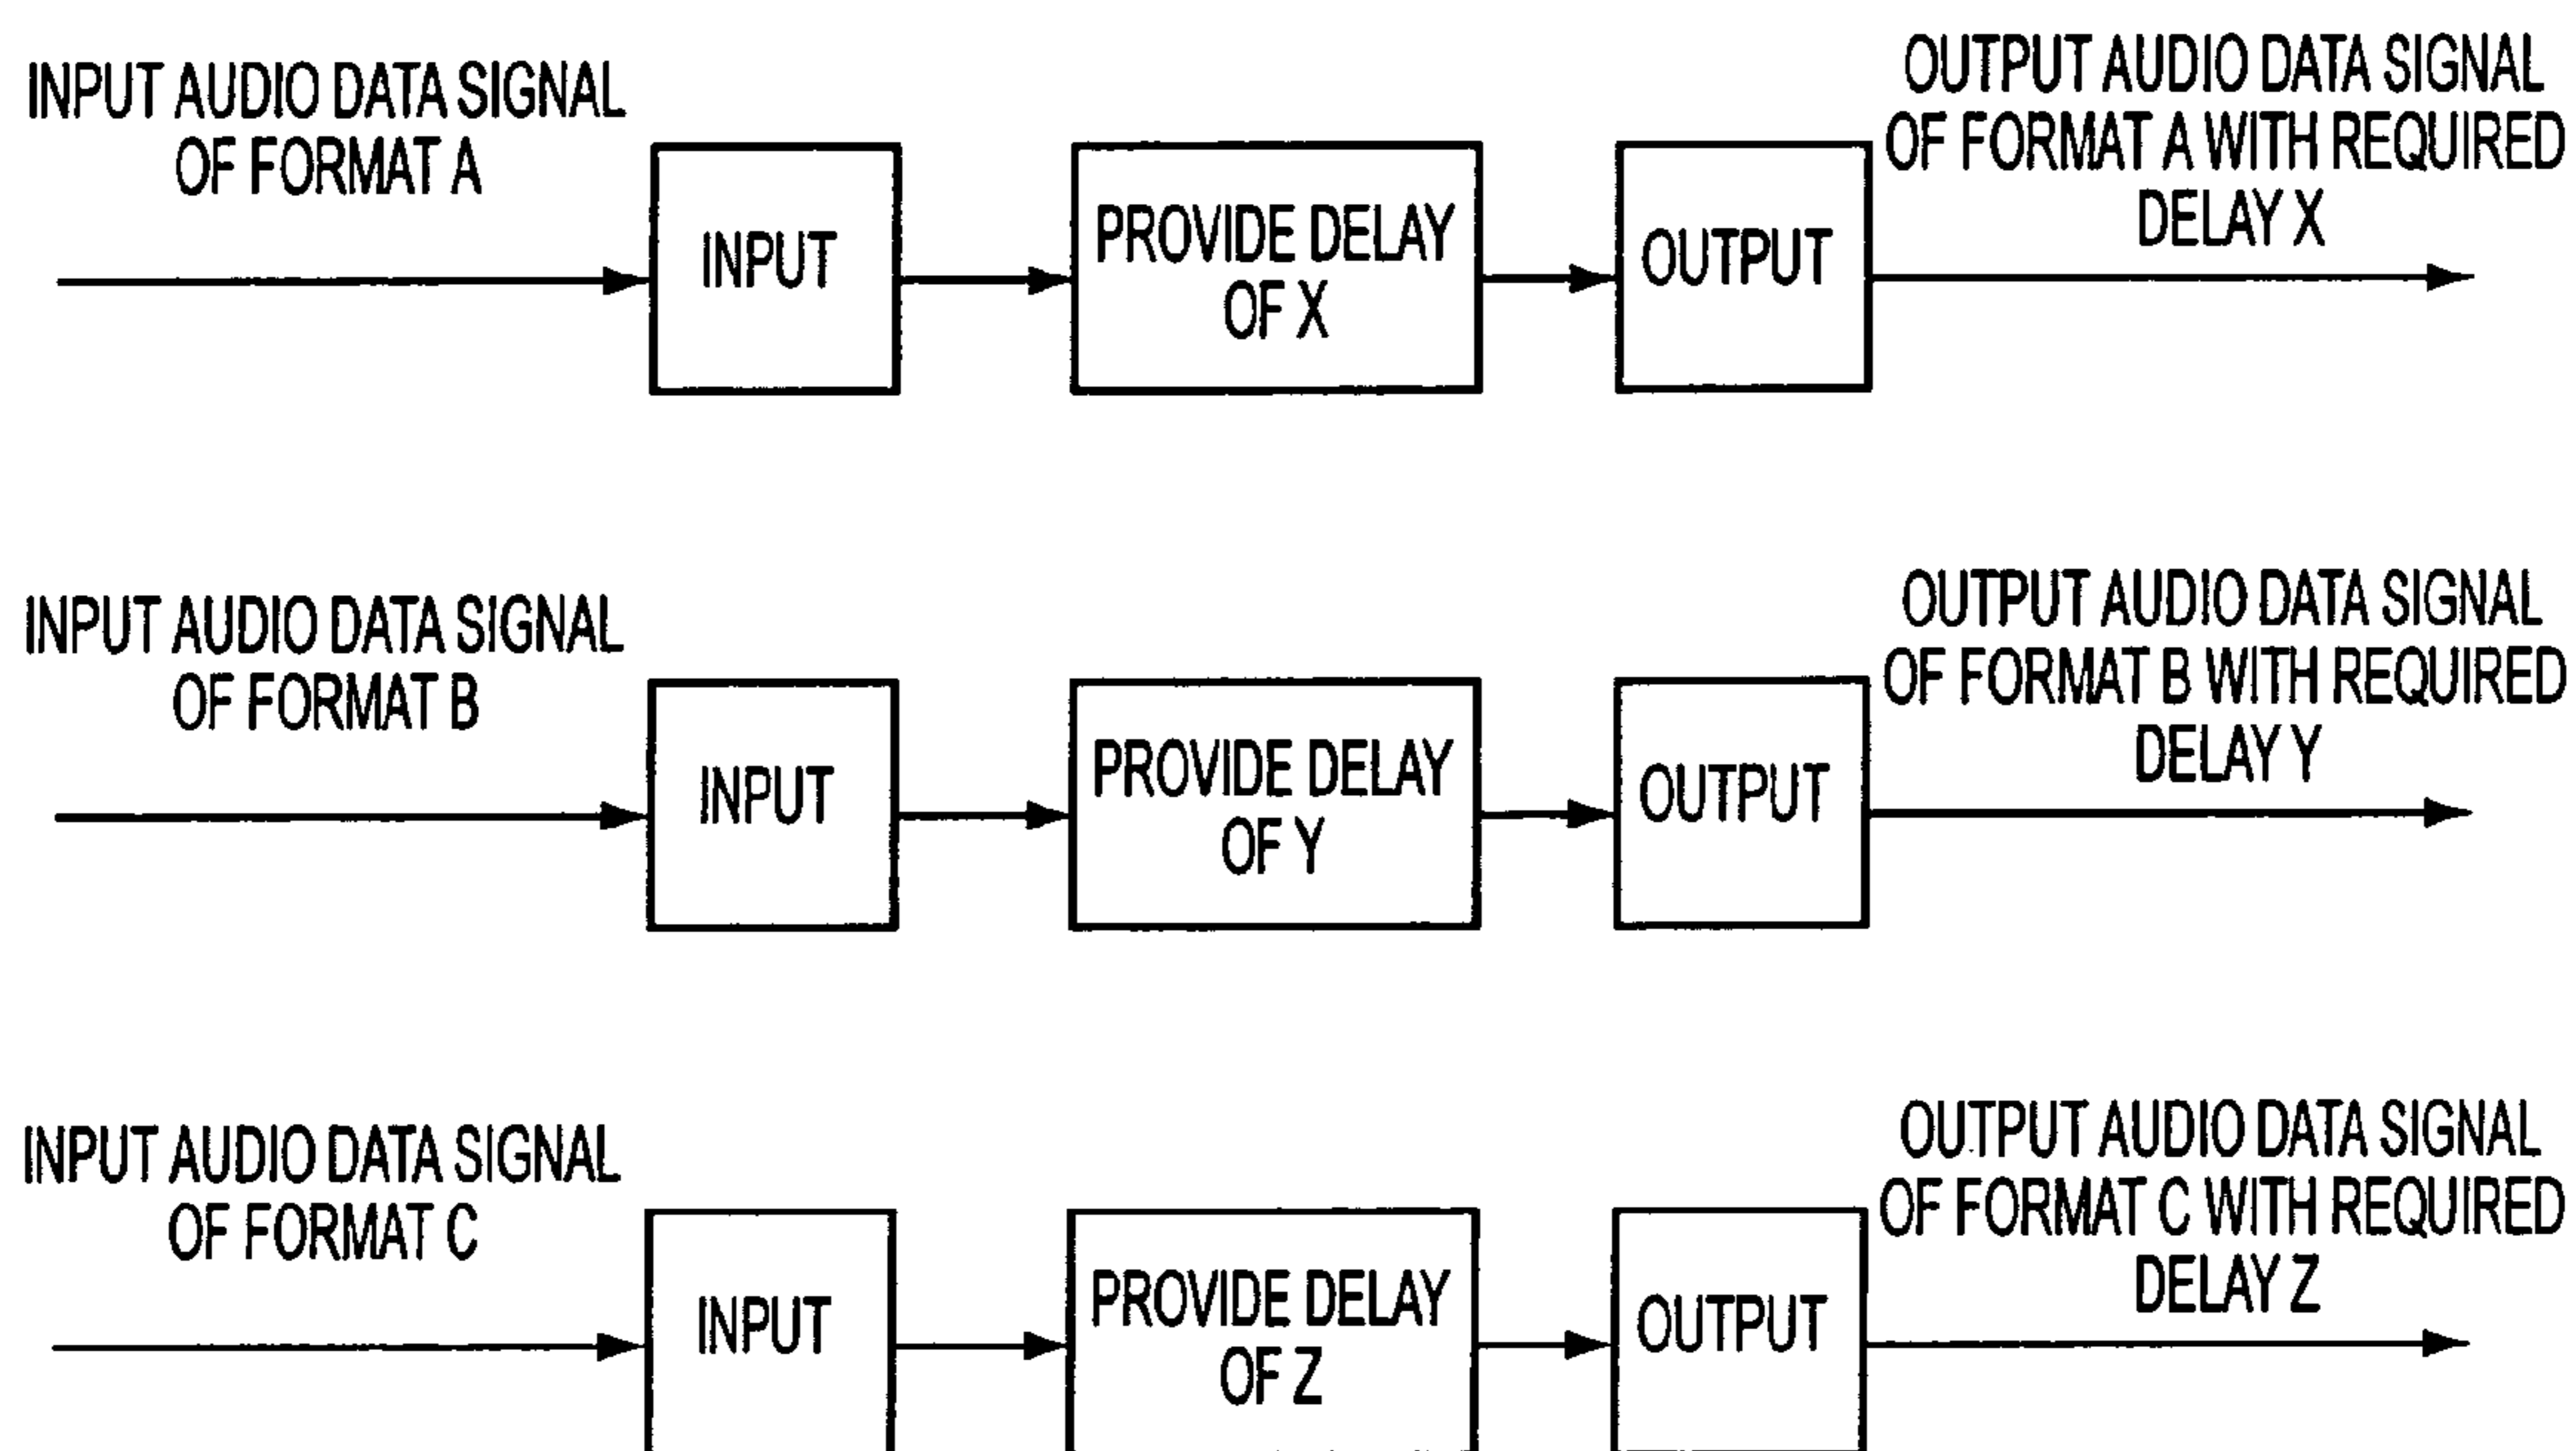 INPUT AUDIO DATA SIGNAL
OF FORMAT A
INPUT
PROVIDE DELAY
OF X
OUTPUT
OUTPUT AUDIO DATA SIGNAL
OF FORMAT A WITH REQUIRED
DELAY X
INPUT AUDIO DATA SIGNAL
OF FORMAT B
INPUT
PROVIDE DELAY
OF Y
OUTPUT
OUTPUT AUDIO DATA SIGNAL
OF FORMAT B WITH REQUIRED
DELAY Y
INPUT AUDIO DATA SIGNAL
OF FORMAT C
INPUT
PROVIDE DELAY
OF Z
OUTPUT
OUTPUT AUDIO DATA SIGNAL
OF FORMAT C WITH REQUIRED
DELAY Z